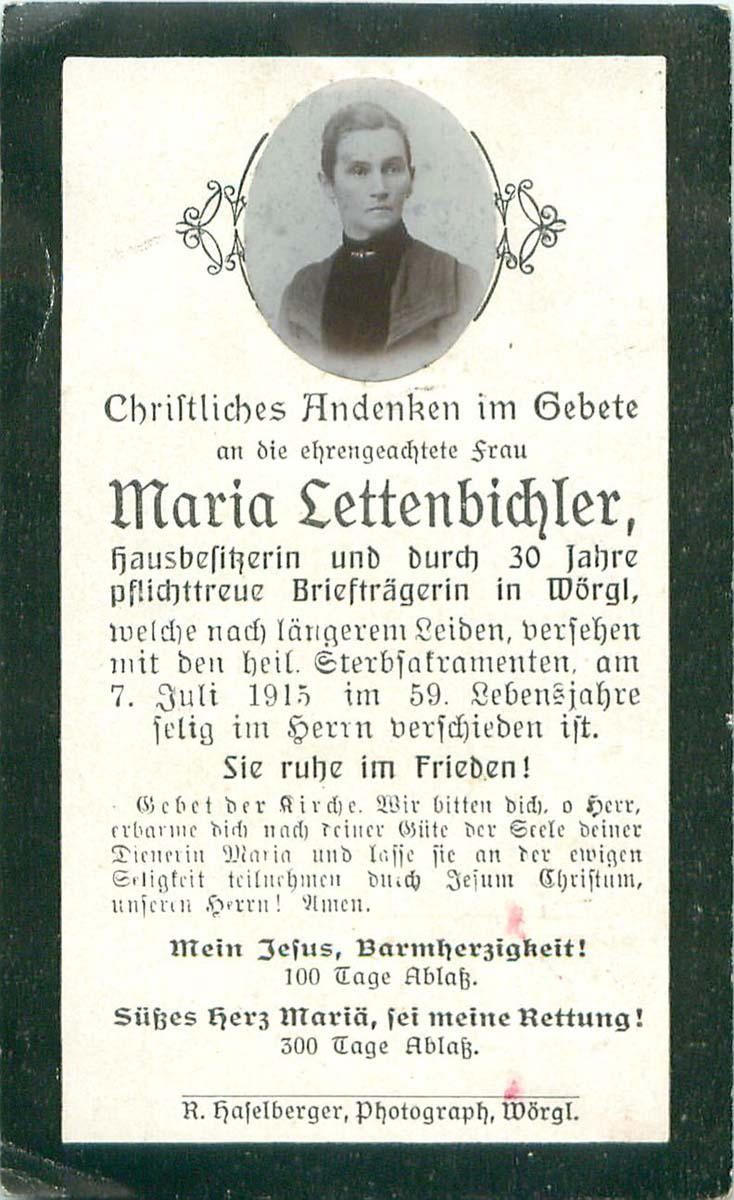 Christliches Andenken im Gebete
an die ehrengeachtete Frau
Maria Lettenbichler,
Hausbesitzerin und durch 30 Jahre
pflichttreue Briefträgerin in Wörgl,
welche nach längerem Leiden, versehen
mit den heil. Sterbsakramenten, am
7. Juli 1915 im 59. Lebensjahre
selig im Herrn verschieden ist.
Sie ruhe im Frieden!
Gebet der Kirche. Wir bitten dich, o Herr,
erbarme dich nach deiner Güte der Seele deiner
Dienerin Maria und lasse sie an der ewigen
Seligkeit teilnehmen durch Jesum Christum,
unseren Herrn! Amen.
Mein Jesus, Barmherzigkeit!
100 Tage Ablaß.
Süßes Herz Mariä, sei meine Rettung!
300 Tage Ablaß.
R. Haselberger, Photograph, Wörgl.